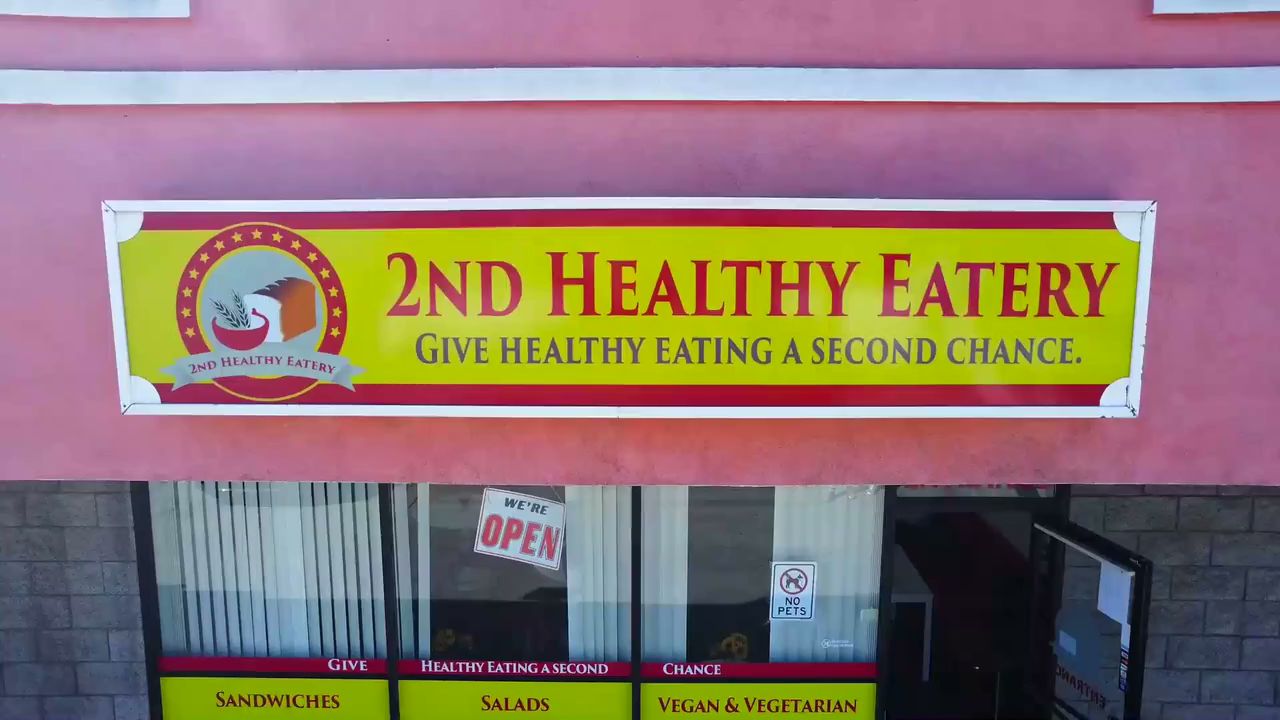 2ND HEALTHY EATERY
GIVE HEALTHY EATING A SECOND CHANCE.
2ND HEALTHY EATERY
WE'RE
OPEN
NO
PETS
GIVE HEALTHY EATING A SECOND CHANCE
SANDWICHES SALADS VEGAN & VEGETARIAN
ENTRANCE